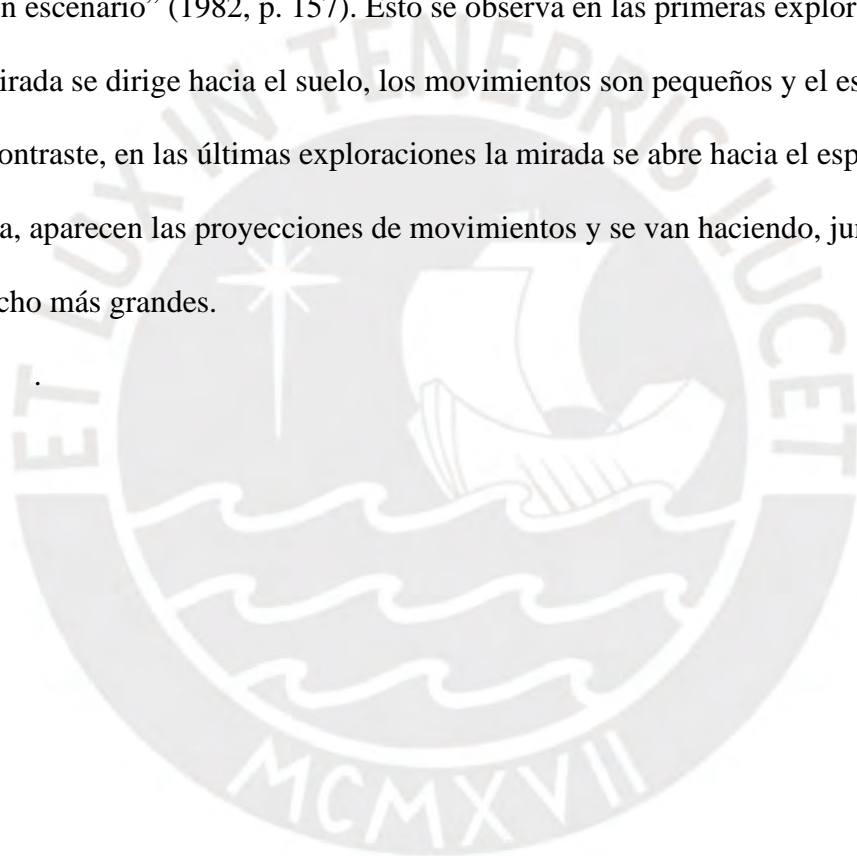 n escenario” (1982, p. 157). Esto se observa en las primeras explor
irada se dirige hacia el suelo, los movimientos son pequeños y el es
ontraste, en las últimas exploraciones la mirada se abre hacia el esp
a, aparecen las proyecciones de movimientos y se van haciendo, jun
cho más grandes.
.
ET LUX IN TENEBRIS LUCET
MCMXVII